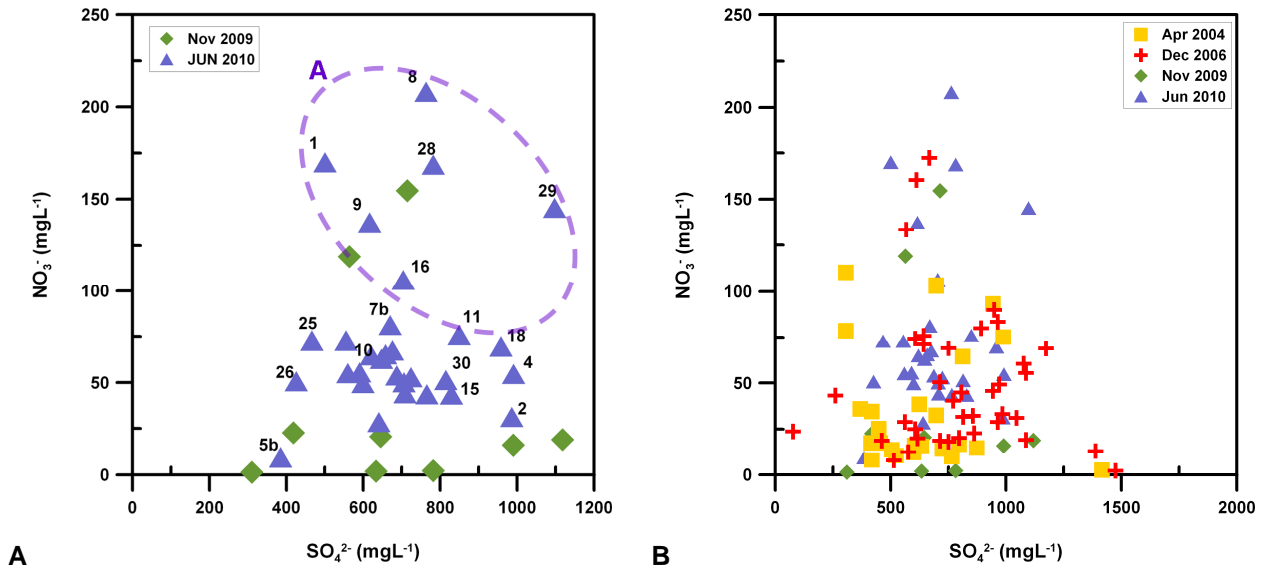 250
200
150
100
50
0
0 200 400 600 800 1000 1200
NO₃⁻ (mgL⁻¹)
SO₄²⁻ (mgL⁻¹)
Nov 2009
JUN 2010
A
8
1
28
29
9
16
7b
11
25
18
10
30
4
26
15
2
5b
A
250
200
150
100
50
0
0 500 1000 1500 2000
NO₃⁻ (mgL⁻¹)
SO₄²⁻ (mgL⁻¹)
Apr 2004
Dec 2006
Nov 2009
Jun 2010
B